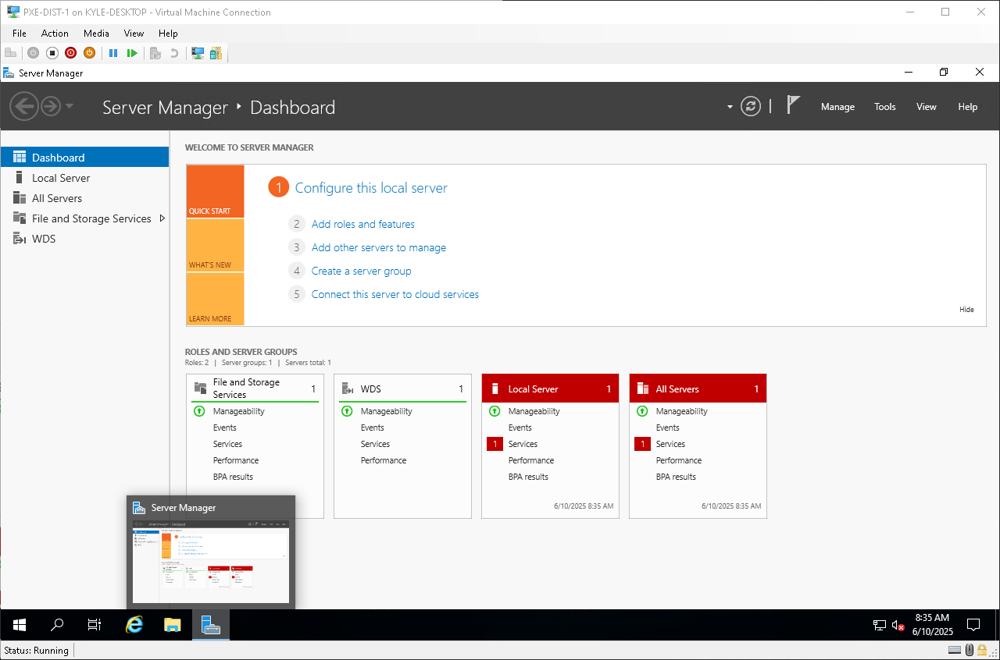 PXE-DIST-1 on KYLE-DESKTOP - Virtual Machine Connection
File Action Media View Help
Server Manager
Server Manager Dashboard
Manage Tools View Help
Dashboard
Local Server
All Servers
File and Storage Services
WDS
WELCOME TO SERVER MANAGER
QUICK START
WHAT'S NEW
LEARN MORE
1 Configure this local server
2 Add roles and features
3 Add other servers to manage
4 Create a server group
5 Connect this server to cloud services
Hide
ROLES AND SERVER GROUPS
Roles: 2 | Server groups: 1 | Servers total: 1
File and Storage
Services 1
Manageability
Events
Services
Performance
BPA results
WDS 1
Manageability
Events
Services
Performance
Local Server 1
Manageability
Events
1 Services
Performance
BPA results
6/10/2025 8:35 AM
All Servers 1
Manageability
Events
1 Services
Performance
BPA results
6/10/2025 8:35 AM
Server Manager
8:35 AM
6/10/2025
Status: Running